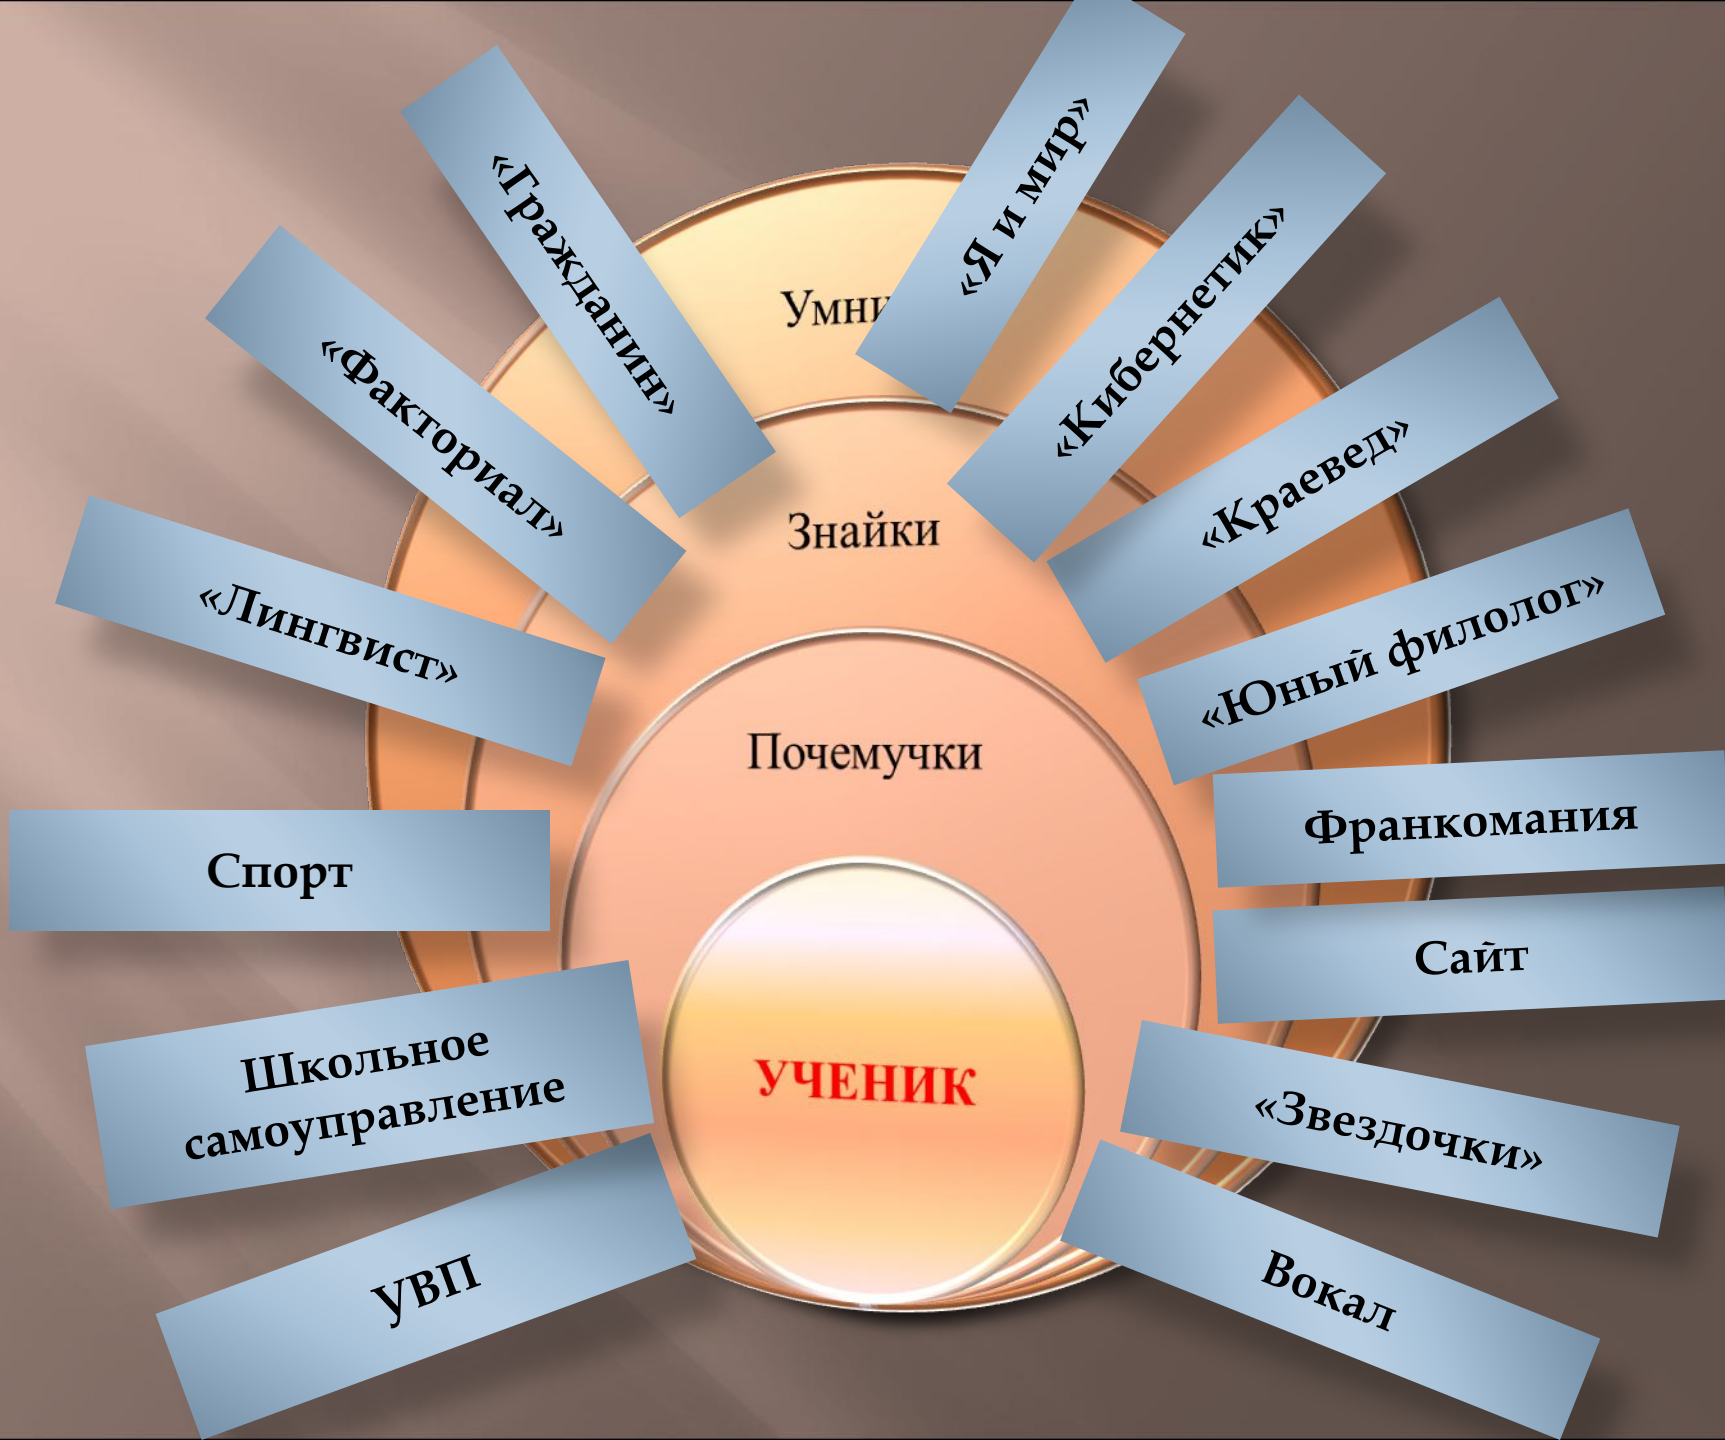 «Я и мир»
«Гражданин»
«Кибернетик»
«Факториал»
Знайки
«Краевед»
«Лингвист»
«Юный филолог»
Почемучки
Франкомания
Спорт
Сайт
Школьное
самоуправление
УЧЕНИК
«Звездочки»
УВП
Вокал